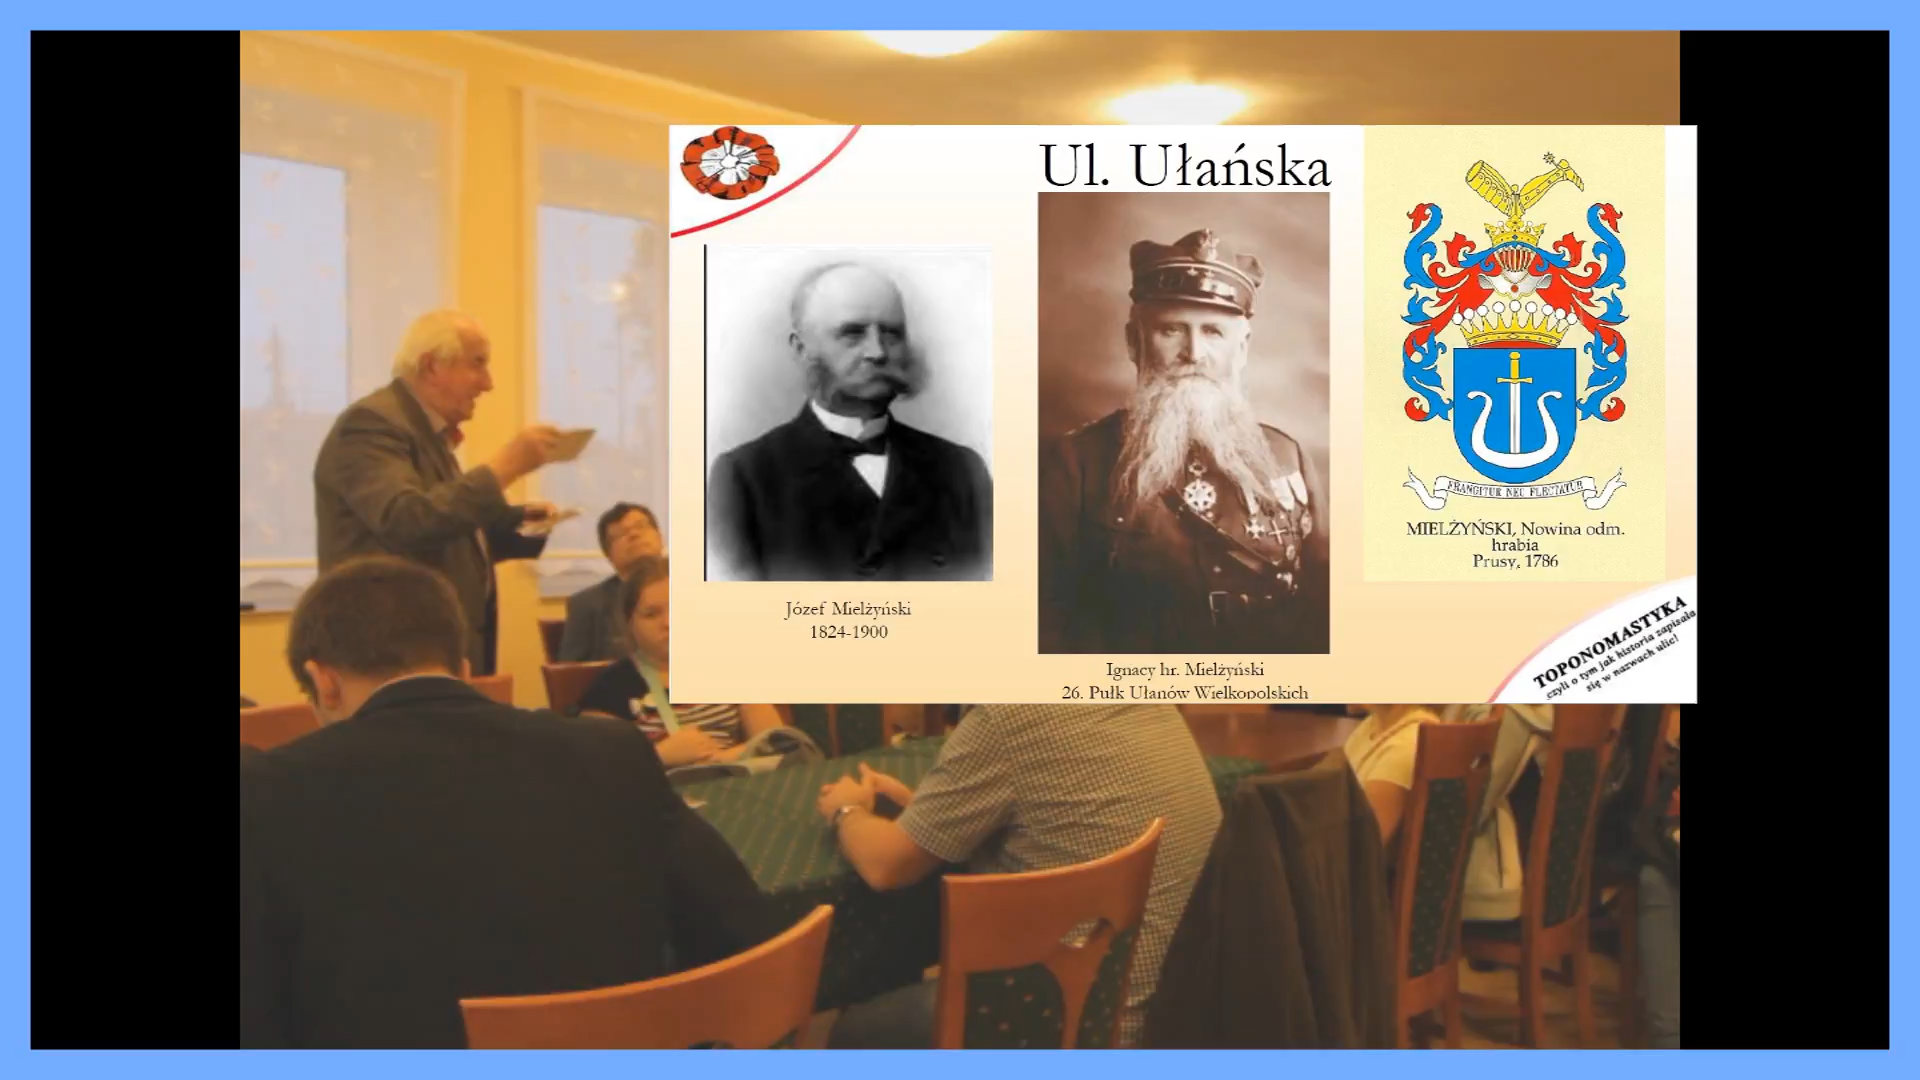 Ul. Ułańska
Józef Mielżyński
1824-1900
Ignacy hr. Mielżyński
26. Pułk Ułanów Wielkopolskich
FRANGITUR NEC FLECTATUR
MIELŻYŃSKI, Nowina odm.
hrabia
Prusy, 1786
TOPONOMASTYKA
czyli o tym jak historia zapisała
się w nazwach ulic!